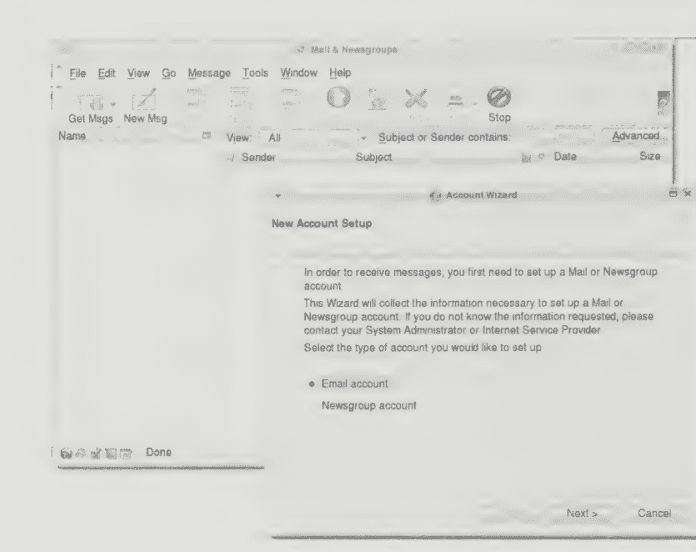 Mail & Newsgroups
File Edit View Go Message Tools Window Help
Get Msgs New Msg Stop
Name View: All Subject or Sender contains: Advanced
Sender Subject Date Size
Account Wizard
New Account Setup
In order to receive messages, you first need to set up a Mail or Newsgroup
account
This Wizard will collect the information necessary to set up a Mail or
Newsgroup account. If you do not know the information requested, please
contact your System Administrator or Internet Service Provider
Select the type of account you would like to set up
Email account
Newsgroup account
Done
Next > Cancel